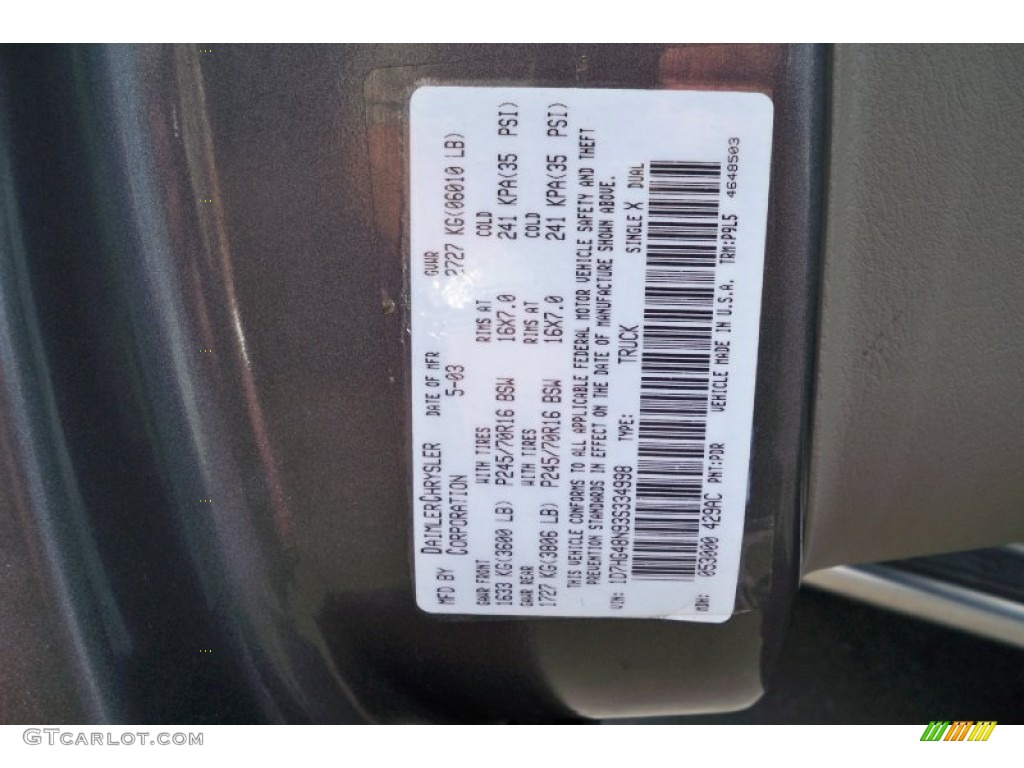 MFD BY DAIMLERCHRYSLER CORPORATION DATE OF MFR 5-03 GVWR 2727 KG(06010 LB)
GAWR FRONT WITH TIRES RIMS AT COLD
1633 KG(3600 LB) P245/70R16 BSW 16X7.0 241 KPA(35 PSI)
GAWR REAR WITH TIRES RIMS AT COLD
1727 KG(3806 LB) P245/70R16 BSW 16X7.0 241 KPA(35 PSI)
THIS VEHICLE CONFORMS TO ALL APPLICABLE FEDERAL MOTOR VEHICLE SAFETY AND THEFT
PREVENTION STANDARDS IN EFFECT ON THE DATE OF MANUFACTURE SHOWN ABOVE.
VIN: 1D7HG48N93S334998 TYPE: TRUCK SINGLE X DUAL
MDH: 053000 429AC PNT:PDR VEHICLE MADE IN U.S.A. TRM:P9L5 4648503
GTCarLot.com